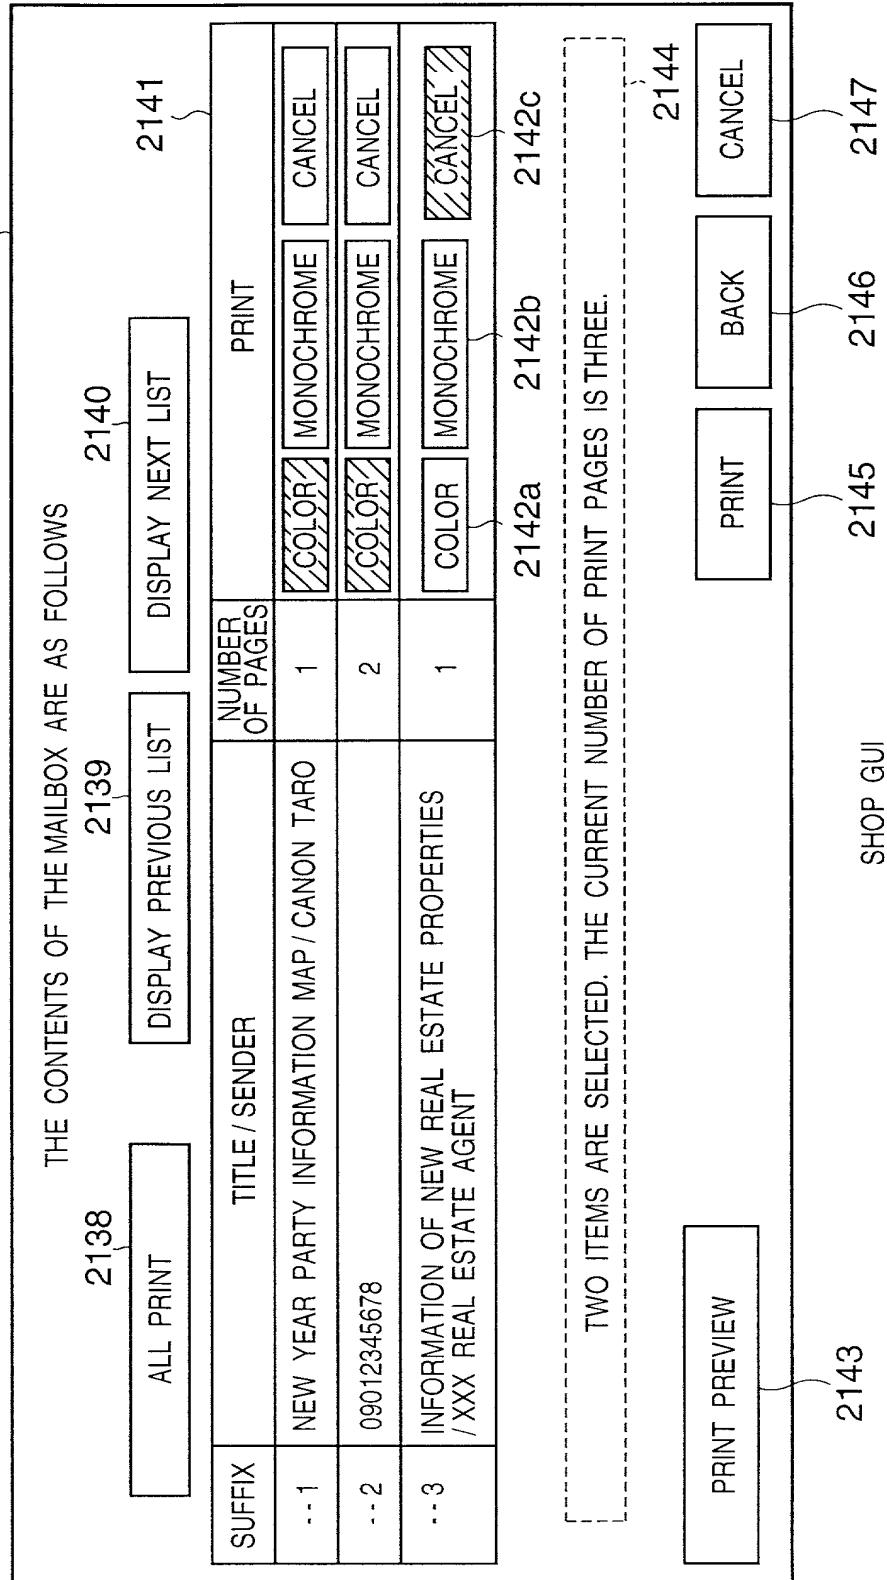 THE CONTENTS OF THE MAILBOX ARE AS FOLLOWS
2138 2139 2140
ALL PRINT DISPLAY PREVIOUS LIST DISPLAY NEXT LIST
2141
SUFFIX TITLE / SENDER NUMBER OF PAGES PRINT
--1 NEW YEAR PARTY INFORMATION MAP / CANON TARO 1 COLOR MONOCHROME CANCEL
--2 09012345678 2 COLOR MONOCHROME CANCEL
--3 INFORMATION OF NEW REAL ESTATE PROPERTIES
/ XXX REAL ESTATE AGENT 1 COLOR MONOCHROME CANCEL
2142a 2142b 2142c
TWO ITEMS ARE SELECTED. THE CURRENT NUMBER OF PRINT PAGES IS THREE.
2144
PRINT PREVIEW PRINT BACK CANCEL
2143 2145 2146 2147
SHOP GUI